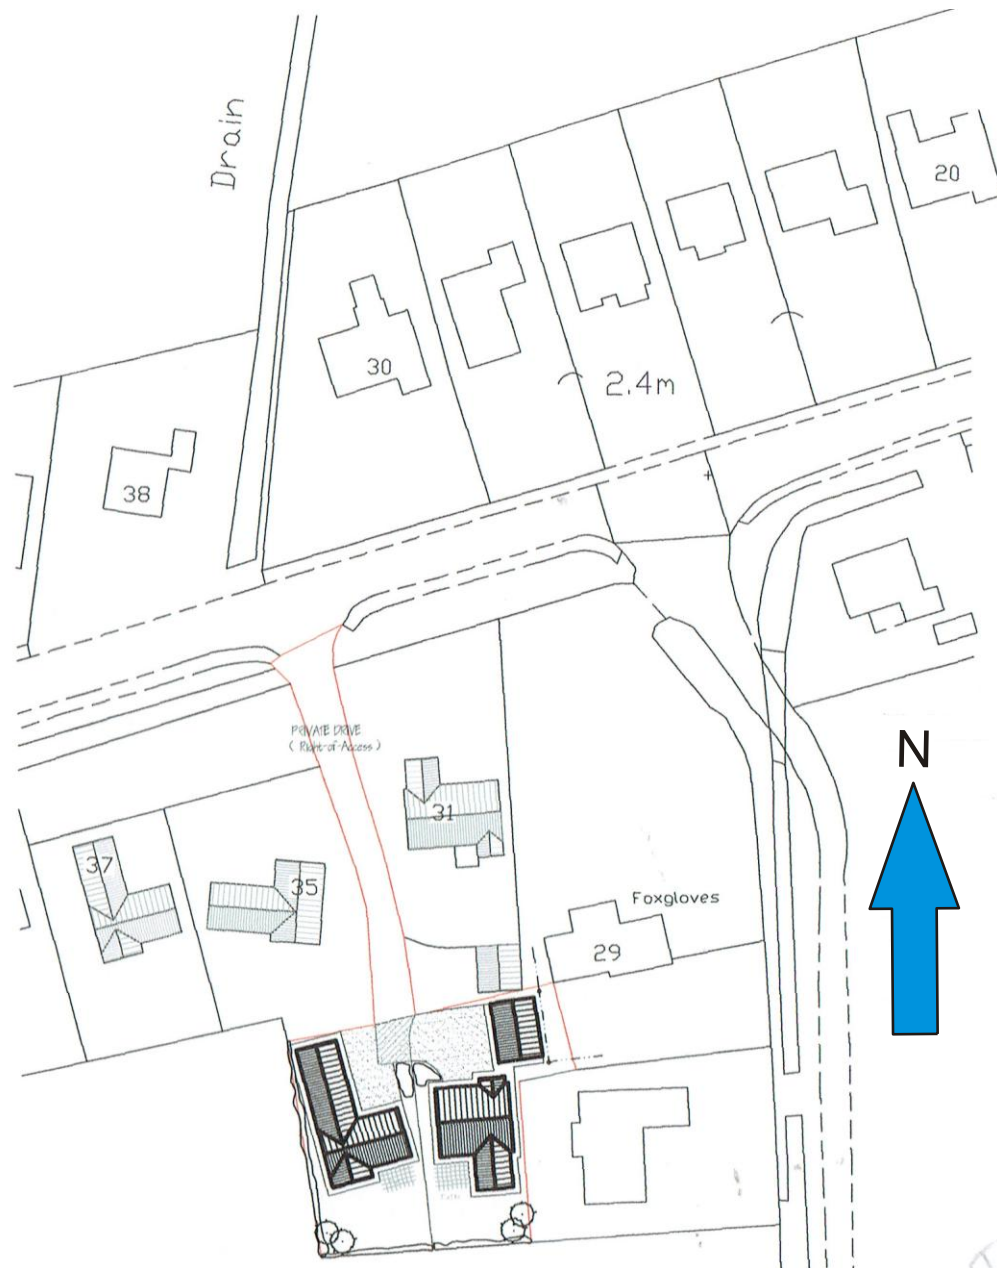 Drain
20
30
2.4m
38
PRIVATE DRIVE
( Right-of-Access )
N
31
37
35
Foxgloves
29